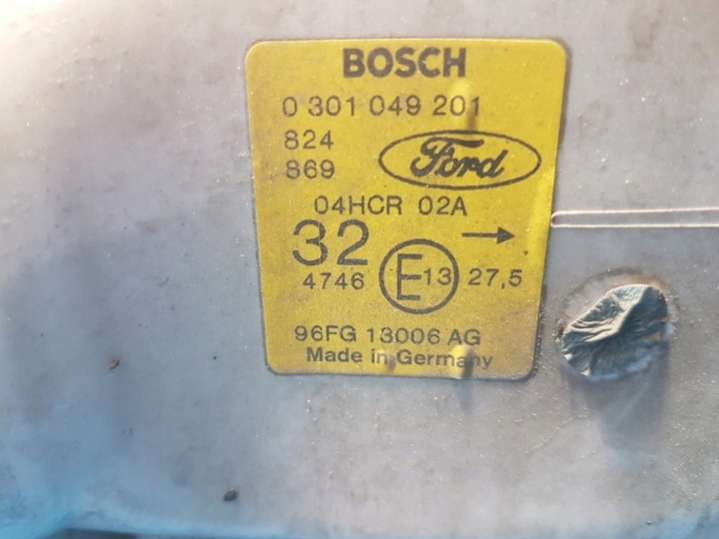 BOSCH
0 301 049 201
824
869 Ford
04HCR 02A
32 →
4746 E 13 27,5
96FG 13006 AG
Made in Germany